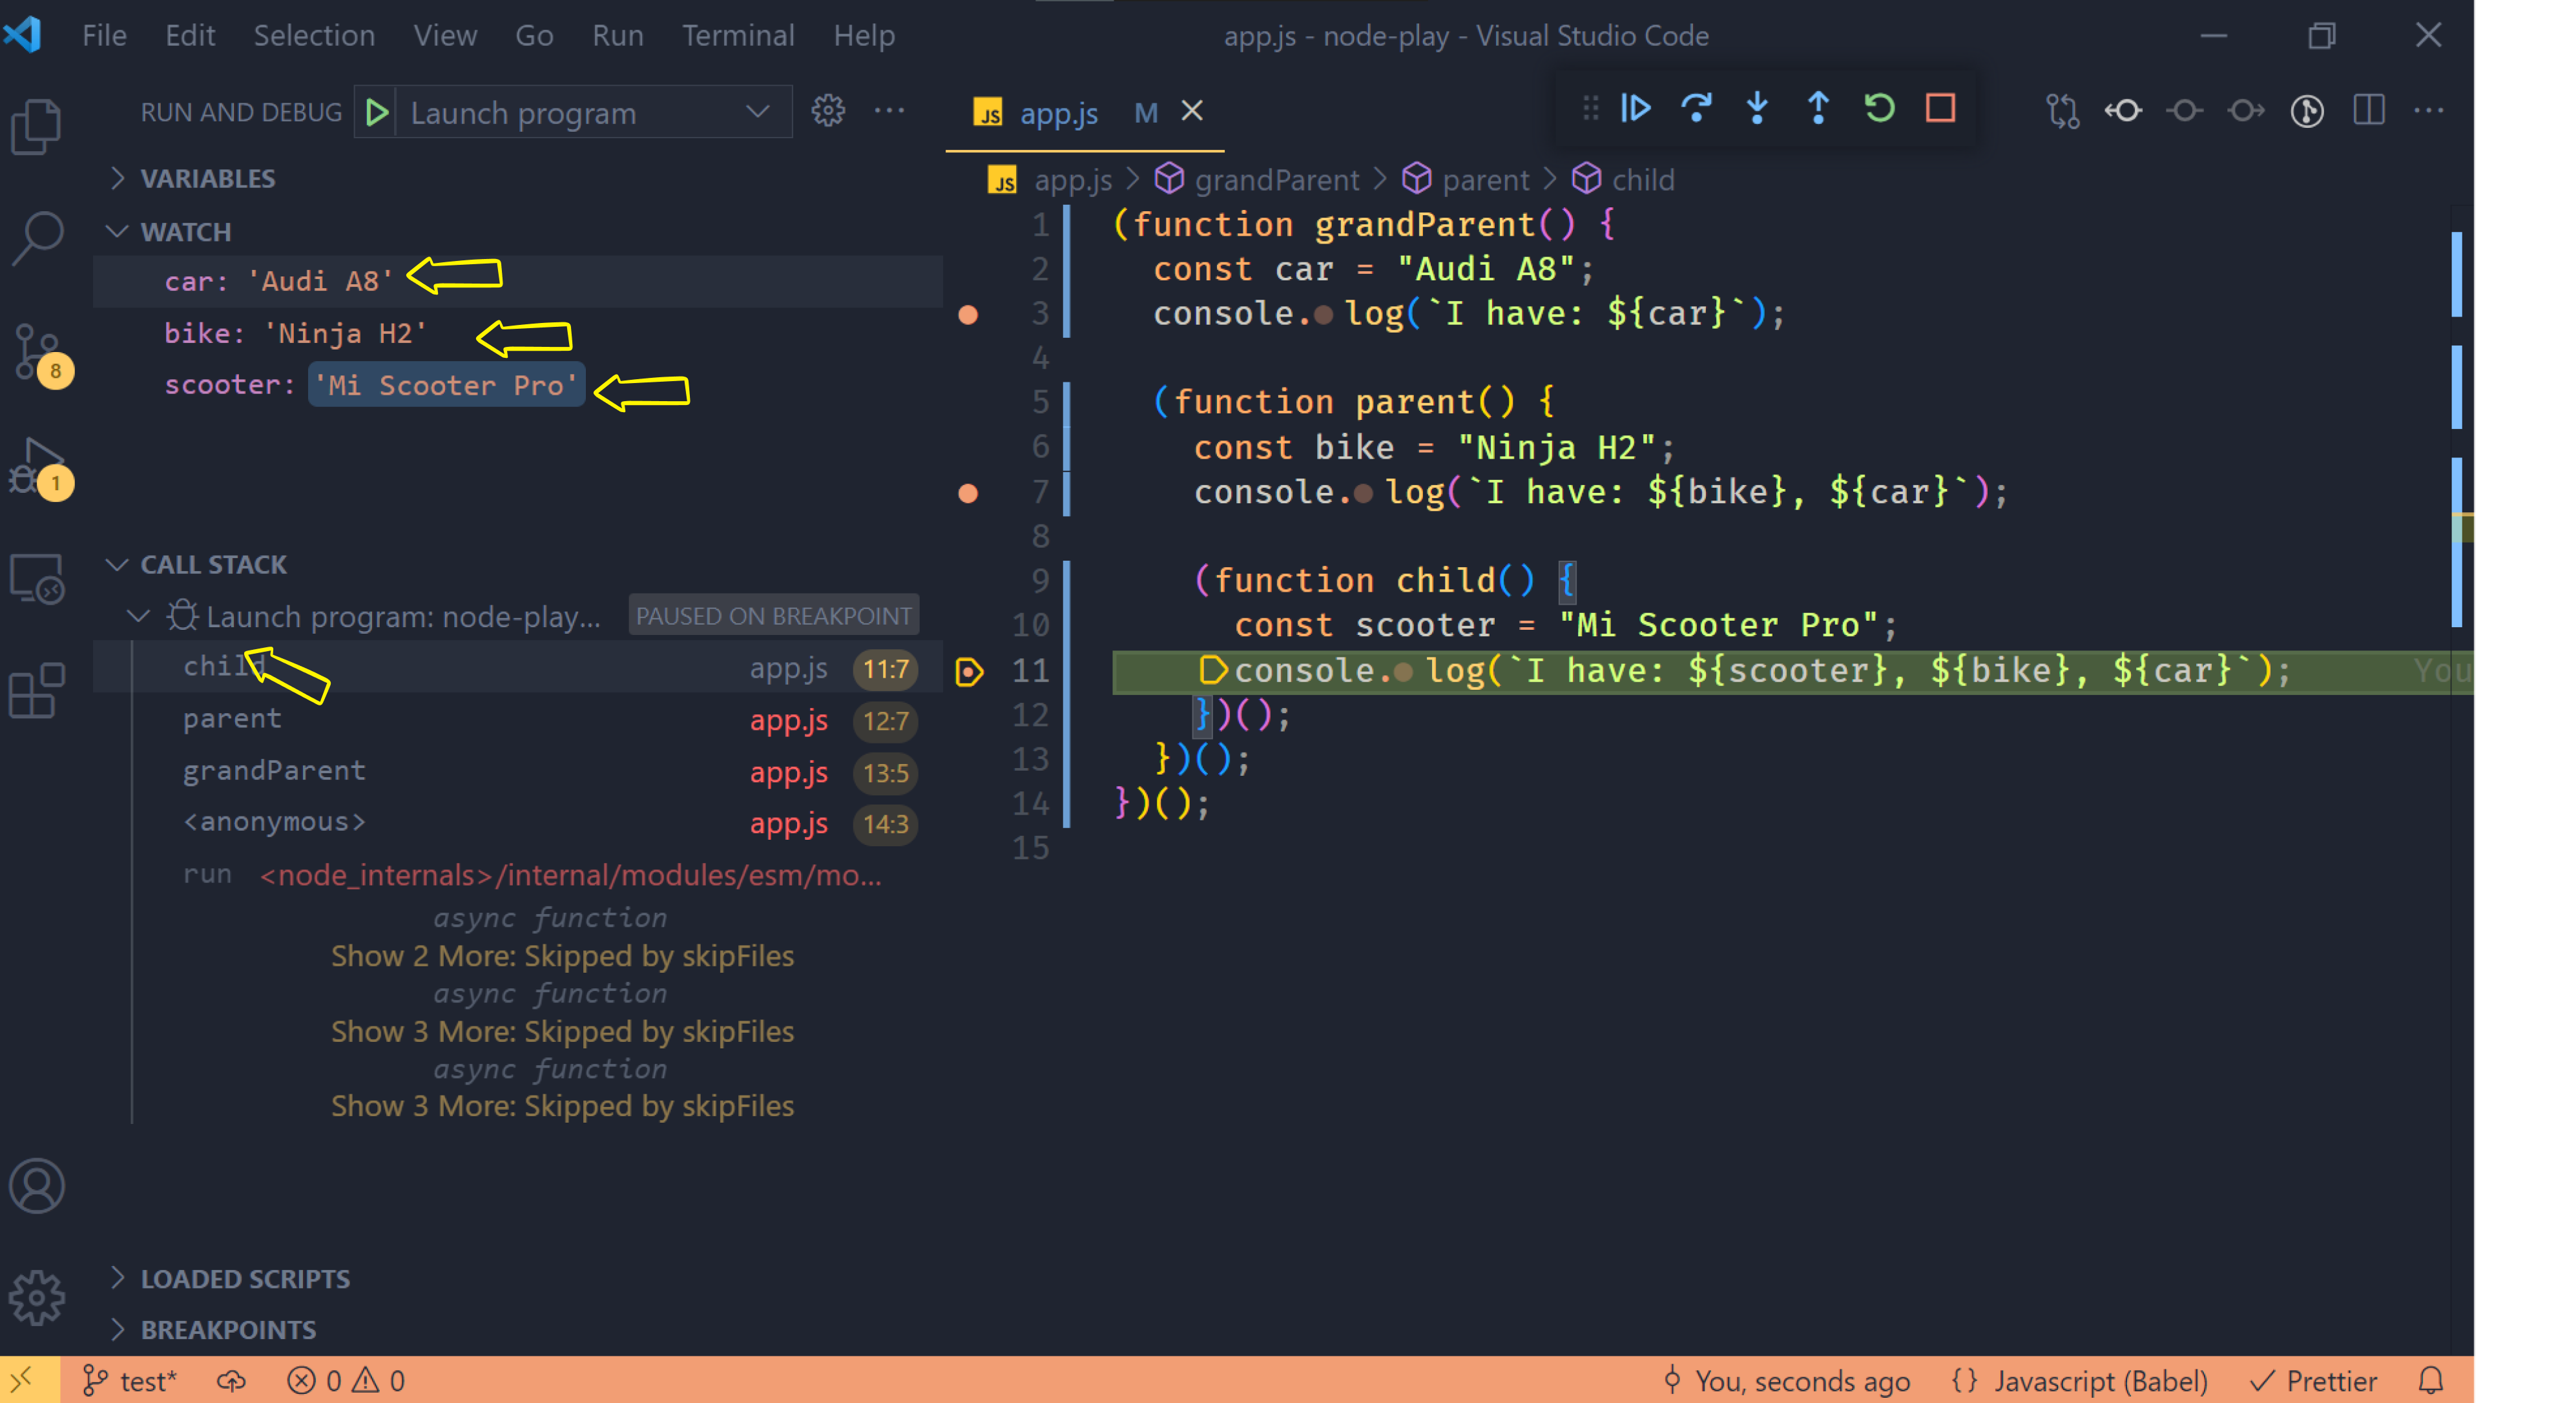 File Edit Selection View Go Run Terminal Help app.js - node-play - Visual Studio Code
RUN AND DEBUG Launch program
VARIABLES
WATCH
car: 'Audi A8'
bike: 'Ninja H2'
scooter: 'Mi Scooter Pro'
8
1
CALL STACK
Launch program: node-play... PAUSED ON BREAKPOINT
child app.js 11:7
parent app.js 12:7
grandParent app.js 13:5
<anonymous> app.js 14:3
run <node_internals>/internal/modules/esm/mo...
async function
Show 2 More: Skipped by skipFiles
async function
Show 3 More: Skipped by skipFiles
async function
Show 3 More: Skipped by skipFiles
LOADED SCRIPTS
BREAKPOINTS
JS app.js M
JS app.js > grandParent > parent > child
1 (function grandParent() {
2 const car = "Audi A8";
3 console.log(`I have: ${car}`);
4
5 (function parent() {
6 const bike = "Ninja H2";
7 console.log(`I have: ${bike}, ${car}`);
8
9 (function child() {
10 const scooter = "Mi Scooter Pro";
11 console.log(`I have: ${scooter}, ${bike}, ${car}`); You
12 })();
13 })();
14 })();
15
test* 0 0 You, seconds ago {} Javascript (Babel) Prettier